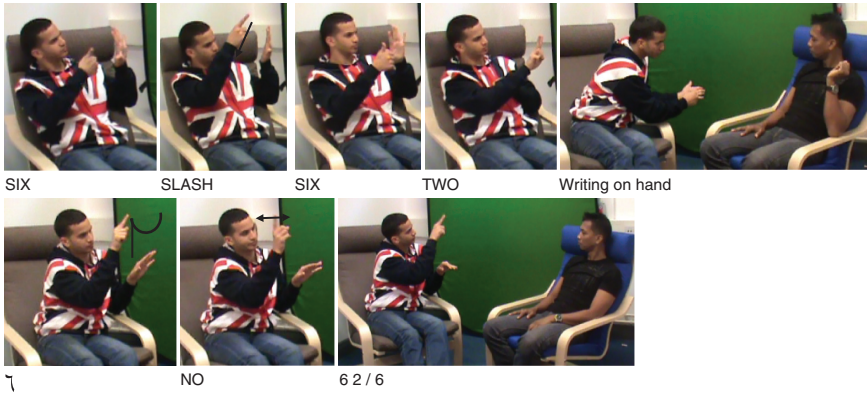 SIX SLASH SIX TWO Writing on hand
٦ NO 6 2 / 6